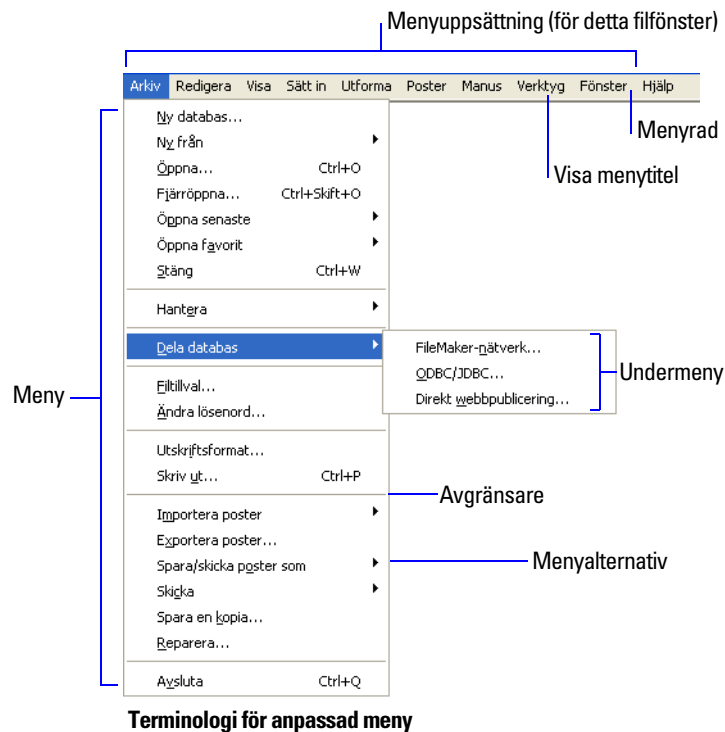 Menyuppsättning (för detta filfönster)
Arkiv Redigera Visa Sätt in Utforma Poster Manus Verktyg Fönster Hjälp
Menyrad
Visa menytitel
Ny databas...
Ny från
Öppna... Ctrl+O
Fjärröppna... Ctrl+Skift+O
Öppna senaste
Öppna favorit
Stäng Ctrl+W
Hantera
Dela databas
FileMaker-nätverk...
ODBC/JDBC...
Direkt webbpublicering...
Undermeny
Meny
Filtillval...
Ändra lösenord...
Utskriftsformat...
Skriv ut... Ctrl+P
Avgränsare
Importera poster
Exportera poster...
Spara/skicka poster som
Menyalternativ
Skicka
Spara en kopia...
Reparera...
Avsluta Ctrl+Q
Terminologi för anpassad meny